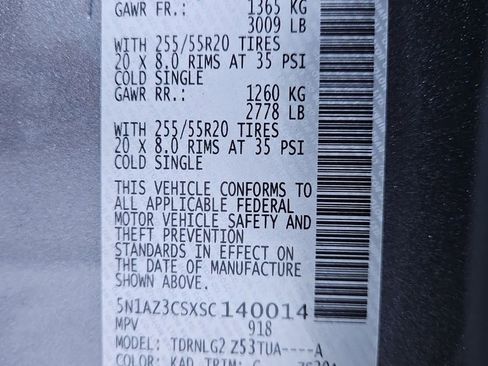 GAWR FR.: 1365 KG
3009 LB
WITH 255/55R20 TIRES
20 X 8.0 RIMS AT 35 PSI
COLD SINGLE
GAWR RR.: 1260 KG
2778 LB
WITH 255/55R20 TIRES
20 X 8.0 RIMS AT 35 PSI
COLD SINGLE
THIS VEHICLE CONFORMS TO
ALL APPLICABLE FEDERAL
MOTOR VEHICLE SAFETY AND
THEFT PREVENTION
STANDARDS IN EFFECT ON
THE DATE OF MANUFACTURE
SHOWN ABOVE.
5N1AZ3CSXSC140014
MPV 918
MODEL: TDRNLG2 Z53TUA----A
COLOR: KAD TRIM: G